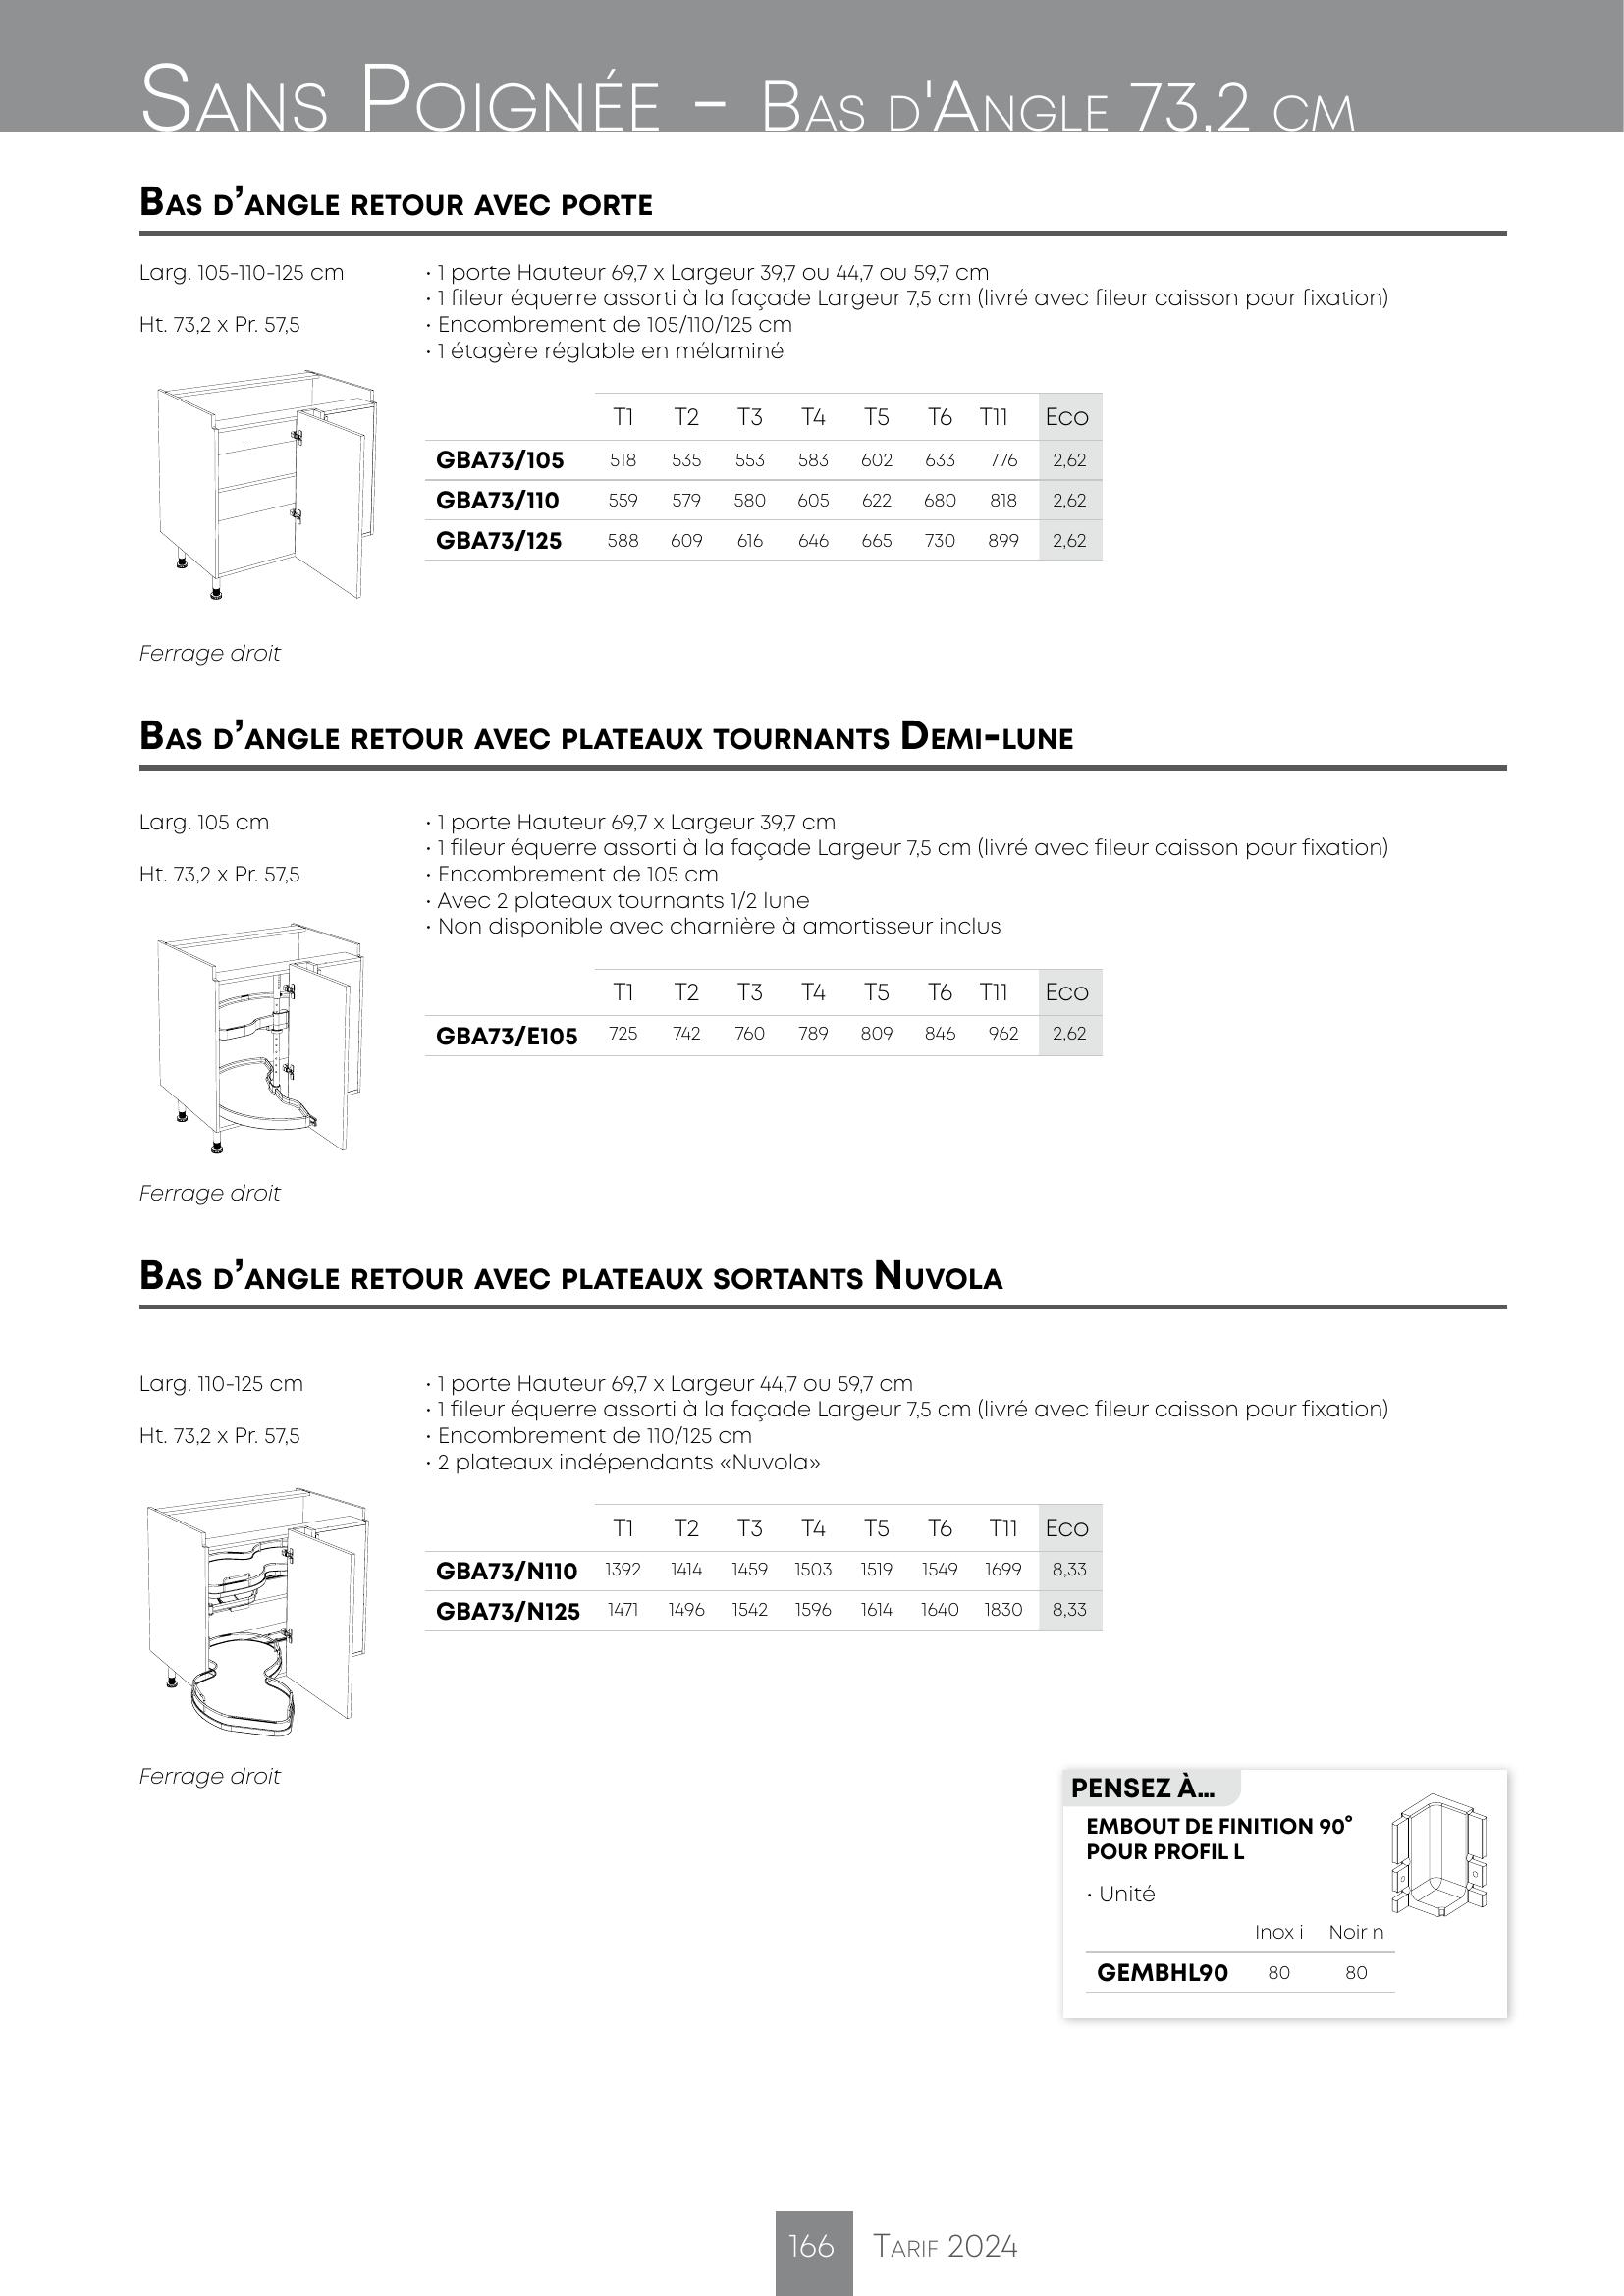 Sans Poignée - Bas d'Angle 73,2 cm
Bas d'angle retour avec porte
Larg. 105-110-125 cm
Ht. 73,2 x Pr. 57,5
· 1 porte Hauteur 69,7 x Largeur 39,7 ou 44,7 ou 59,7 cm
· 1 fileur équerre assorti à la façade Largeur 7,5 cm (livré avec fileur caisson pour fixation)
· Encombrement de 105/110/125 cm
· 1 étagère réglable en mélaminé
T1 T2 T3 T4 T5 T6 T11 Eco
GBA73/105 518 535 553 583 602 633 776 2,62
GBA73/110 559 579 580 605 622 680 818 2,62
GBA73/125 588 609 616 646 665 730 899 2,62
Ferrage droit
Bas d'angle retour avec plateaux tournants Demi-lune
Larg. 105 cm
Ht. 73,2 x Pr. 57,5
· 1 porte Hauteur 69,7 x Largeur 39,7 cm
· 1 fileur équerre assorti à la façade Largeur 7,5 cm (livré avec fileur caisson pour fixation)
· Encombrement de 105 cm
· Avec 2 plateaux tournants 1/2 lune
· Non disponible avec charnière à amortisseur inclus
T1 T2 T3 T4 T5 T6 T11 Eco
GBA73/E105 725 742 760 789 809 846 962 2,62
Ferrage droit
Bas d'angle retour avec plateaux sortants Nuvola
Larg. 110-125 cm
Ht. 73,2 x Pr. 57,5
· 1 porte Hauteur 69,7 x Largeur 44,7 ou 59,7 cm
· 1 fileur équerre assorti à la façade Largeur 7,5 cm (livré avec fileur caisson pour fixation)
· Encombrement de 110/125 cm
· 2 plateaux indépendants «Nuvola»
T1 T2 T3 T4 T5 T6 T11 Eco
GBA73/N110 1392 1414 1459 1503 1519 1549 1699 8,33
GBA73/N125 1471 1496 1542 1596 1614 1640 1830 8,33
Ferrage droit
PENSEZ À...
EMBOUT DE FINITION 90°
POUR PROFIL L
· Unité
Inox i Noir n
GEMBHL90 80 80
166 Tarif 2024